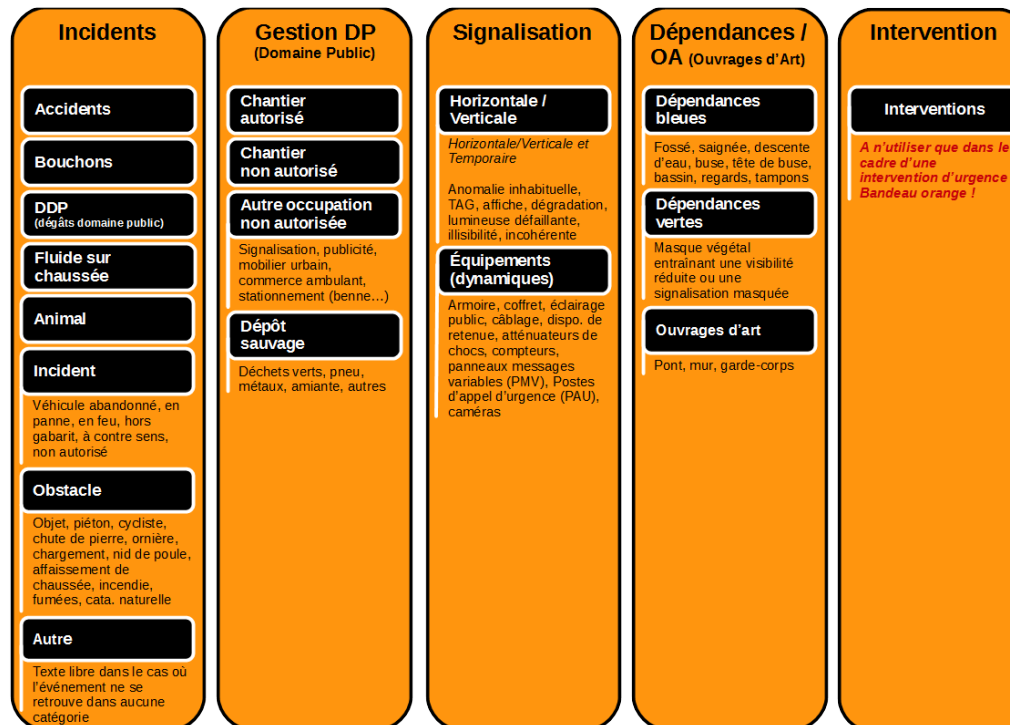 Incidents
Accidents
Bouchons
DDP
(dégâts domaine public)
Fluide sur
chaussée
Animal
Incident
Véhicule abandonné, en
panne, en feu, hors
gabarit, à contre sens,
non autorisé
Obstacle
Objet, piéton, cycliste,
chute de pierre, ornière,
chargement, nid de poule,
affaissement de
chaussée, incendie,
fumées, cata. naturelle
Autre
Texte libre dans le cas où
l'événement ne se
retrouve dans aucune
catégorie
Gestion DP
(Domaine Public)
Chantier
autorisé
Chantier
non autorisé
Autre occupation
non autorisée
Signalisation, publicité,
mobilier urbain,
commerce ambulant,
stationnement (benne…)
Dépôt
sauvage
Déchets verts, pneu,
métaux, amiante, autres
Signalisation
Horizontale /
Verticale
Horizontale/Verticale et
Temporaire
Anomalie inhabituelle,
TAG, affiche, dégradation,
lumineuse défaillante,
illisibilité, incohérente
Équipements
(dynamiques)
Armoire, coffret, éclairage
public, câblage, dispo. de
retenue, atténuateurs de
chocs, compteurs,
panneaux messages
variables (PMV), Postes
d'appel d'urgence (PAU),
caméras
Dépendances /
OA (Ouvrages d'Art)
Dépendances
bleues
Fossé, saignée, descente
d'eau, buse, tête de buse,
bassin, regards, tampons
Dépendances
vertes
Masque végétal
entraînant une visibilité
réduite ou une
signalisation masquée
Ouvrages d'art
Pont, mur, garde-corps
Intervention
Interventions
A n'utiliser que dans le
cadre d'une
intervention d'urgence
Bandeau orange !